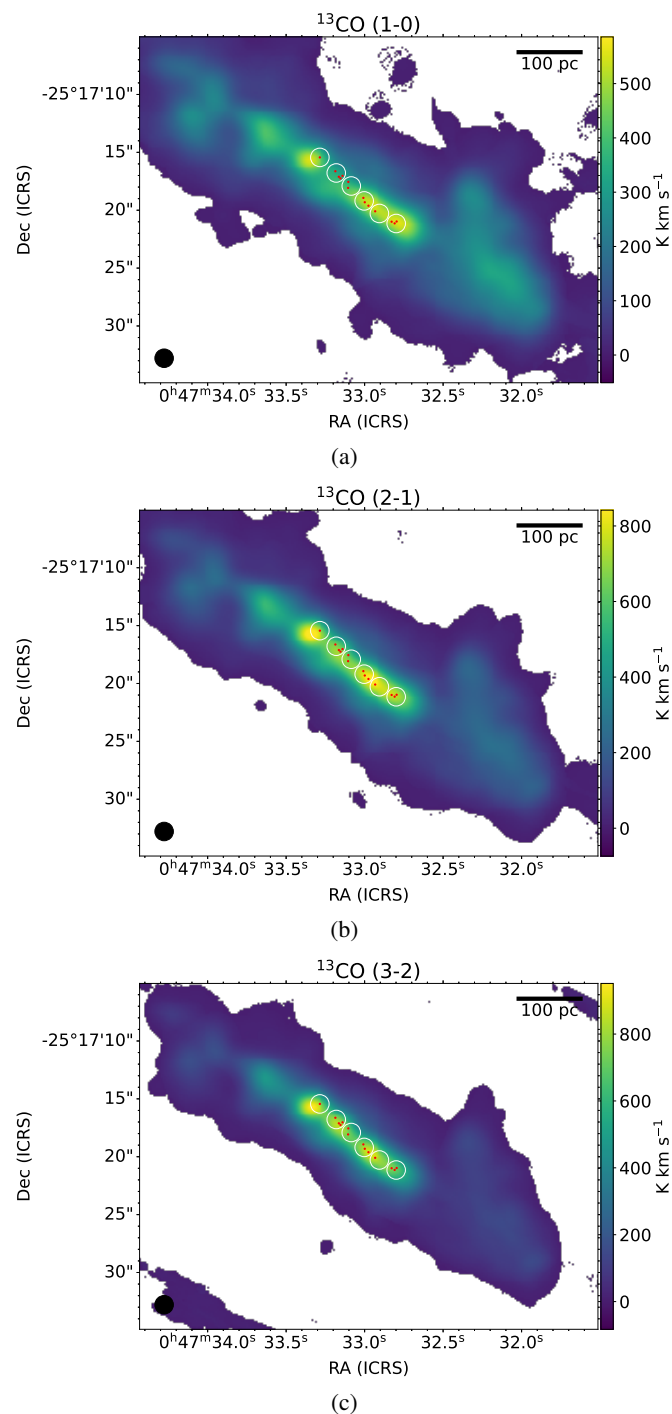 ¹³CO (1-0)
100 pc
-25°17'10"
15"
20"
25"
30"
Dec (ICRS)
0ʰ47ᵐ34.0ˢ 33.5ˢ 33.0ˢ 32.5ˢ 32.0ˢ
RA (ICRS)
500
400
300
200
100
0
K km s⁻¹
(a)
¹³CO (2-1)
100 pc
-25°17'10"
15"
20"
25"
30"
Dec (ICRS)
0ʰ47ᵐ34.0ˢ 33.5ˢ 33.0ˢ 32.5ˢ 32.0ˢ
RA (ICRS)
800
600
400
200
0
K km s⁻¹
(b)
¹³CO (3-2)
100 pc
-25°17'10"
15"
20"
25"
30"
Dec (ICRS)
0ʰ47ᵐ34.0ˢ 33.5ˢ 33.0ˢ 32.5ˢ 32.0ˢ
RA (ICRS)
800
600
400
200
0
K km s⁻¹
(c)